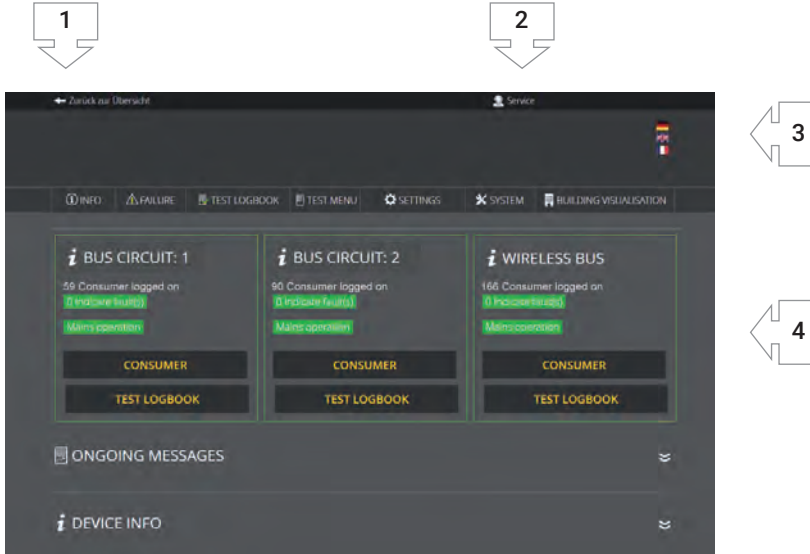 1
2
Zurück zur Übersicht
Service
3
INFO
FAILURE
TEST LOGBOOK
TEST MENU
SETTINGS
SYSTEM
BUILDING VISUALISATION
BUS CIRCUIT: 1
59 Consumer logged on
0 Indicate fault(s)
Mains operation
CONSUMER
TEST LOGBOOK
BUS CIRCUIT: 2
90 Consumer logged on
0 Indicate fault(s)
Mains operation
CONSUMER
TEST LOGBOOK
WIRELESS BUS
166 Consumer logged on
0 Indicate fault(s)
Mains operation
CONSUMER
TEST LOGBOOK
4
ONGOING MESSAGES
DEVICE INFO